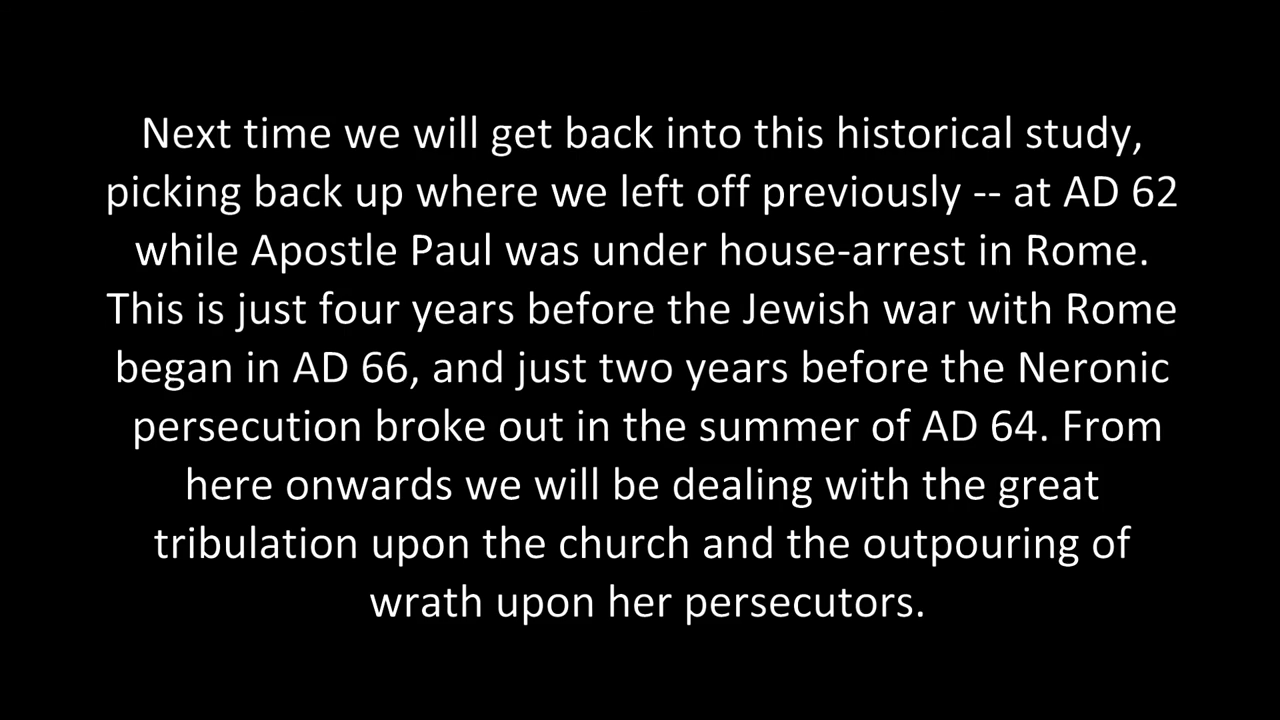 Next time we will get back into this historical study,
picking back up where we left off previously -- at AD 62
while Apostle Paul was under house-arrest in Rome.
This is just four years before the Jewish war with Rome
began in AD 66, and just two years before the Neronic
persecution broke out in the summer of AD 64. From
here onwards we will be dealing with the great
tribulation upon the church and the outpouring of
wrath upon her persecutors.